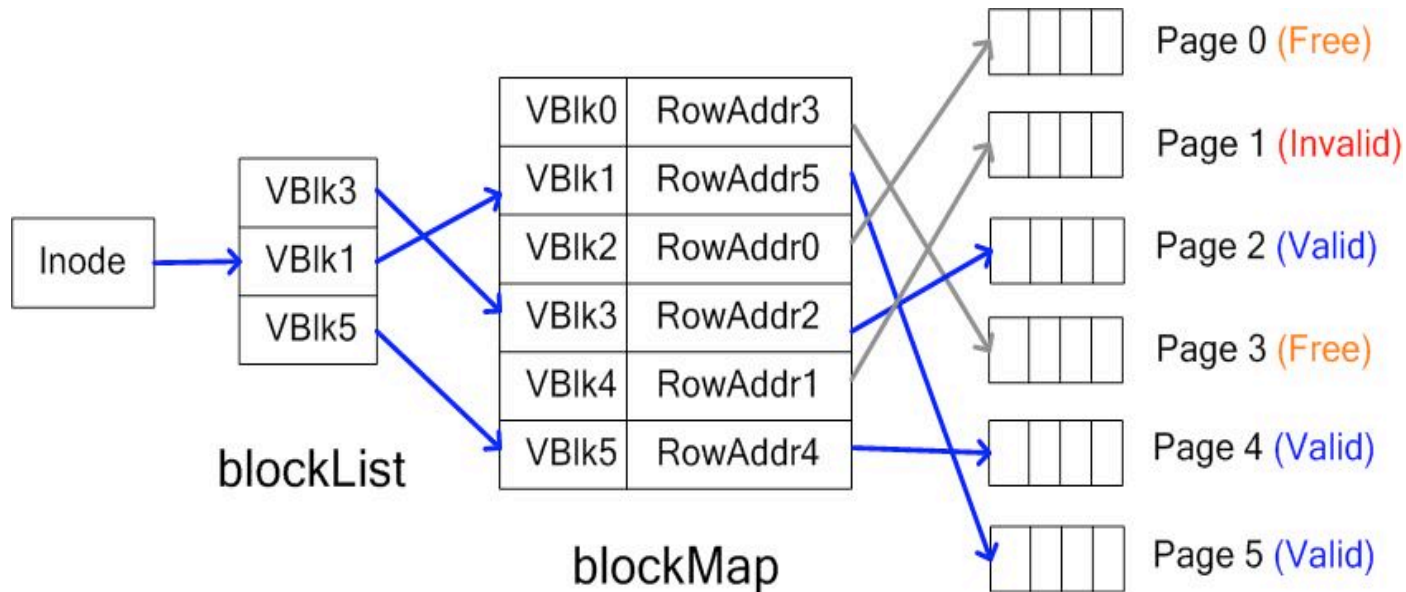 Inode
VBlk3
VBlk1
VBlk5
blockList
VBlk0 RowAddr3
VBlk1 RowAddr5
VBlk2 RowAddr0
VBlk3 RowAddr2
VBlk4 RowAddr1
VBlk5 RowAddr4
blockMap
Page 0 (Free)
Page 1 (Invalid)
Page 2 (Valid)
Page 3 (Free)
Page 4 (Valid)
Page 5 (Valid)